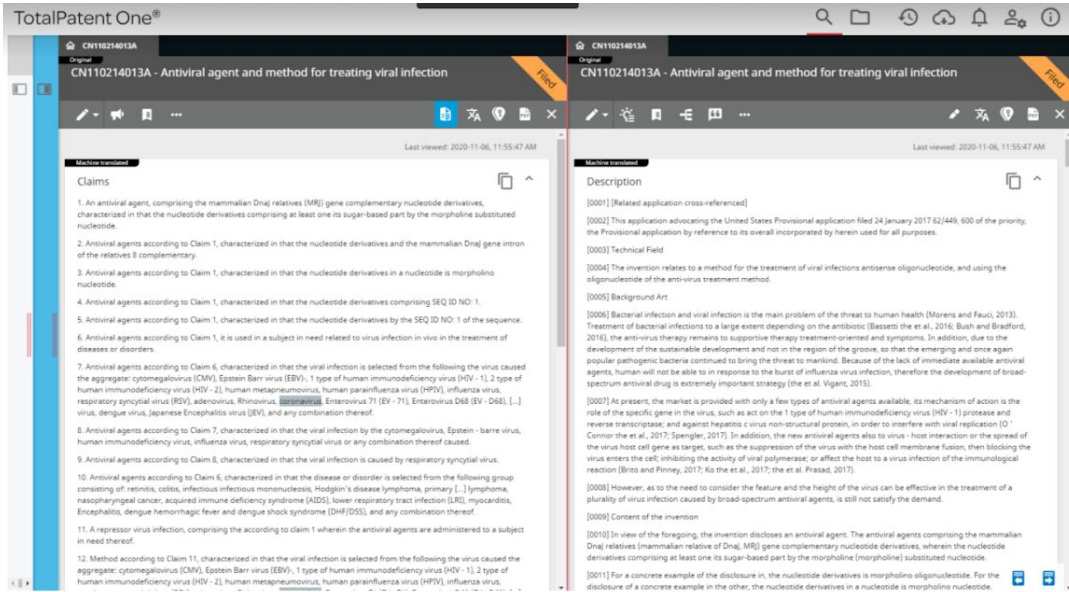 TotalPatent One®
CN110214013A
Original
CN110214013A - Antiviral agent and method for treating viral infection
Filed
Last viewed: 2020-11-06, 11:55:47 AM
Machine translated
Claims
1. An antiviral agent, comprising the mammalian DnaJ relatives (MRJ) gene complementary nucleotide derivatives,
characterized in that the nucleotide derivatives comprising at least one its sugar-based part by the morpholine substituted
nucleotide.
2. Antiviral agents according to Claim 1, characterized in that the nucleotide derivatives and the mammalian DnaJ gene intron
of the relatives 8 complementary.
3. Antiviral agents according to Claim 1, characterized in that the nucleotide derivatives in a nucleotide is morpholino
nucleotide.
4. Antiviral agents according to Claim 1, characterized in that the nucleotide derivatives comprising SEQ ID NO: 1.
5. Antiviral agents according to Claim 1, characterized in that the nucleotide derivatives by the SEQ ID NO: 1 of the sequence.
6. Antiviral agents according to Claim 1, it is used in a subject in need related to virus infection in vivo in the treatment of
diseases or disorders.
7. Antiviral agents according to Claim 6, characterized in that the viral infection is selected from the following the virus caused
the aggregate: cytomegalovirus (CMV), Epstein Barr virus (EBV)-, 1 type of human immunodeficiency virus (HIV - 1), 2 type of
human immunodeficiency virus (HIV - 2), human metapneumovirus, human parainfluenza virus (HPIV), influenza virus,
respiratory syncytial virus (RSV), adenovirus, Rhinovirus, coronavirus, Enterovirus 71 (EV - 71), Enterovirus D68 (EV - D68), [...]
virus, dengue virus, Japanese Encephalitis virus (JEV), and any combination thereof.
8. Antiviral agents according to Claim 7, characterized in that the viral infection by the cytomegalovirus, Epstein - barre virus,
human immunodeficiency virus, influenza virus, respiratory syncytial virus or any combination thereof caused.
9. Antiviral agents according to Claim 8, characterized in that the viral infection is caused by respiratory syncytial virus.
10. Antiviral agents according to Claim 6, characterized in that the disease or disorder is selected from the following group
consisting of: retinitis, colitis, infectious infectious mononucleosis, Hodgkin's disease lymphoma, primary [...] lymphoma,
nasopharyngeal cancer, acquired immune deficiency syndrome (AIDS), lower respiratory tract infection (LRI), myocarditis,
Encephalitis, dengue hemorrhagic fever and dengue shock syndrome (DHF/DSS), and any combination thereof.
11. A repressor virus infection, comprising the according to claim 1 wherein the antiviral agents are administered to a subject
in need thereof.
12. Method according to Claim 11, characterized in that the viral infection is selected from the following the virus caused the
aggregate: cytomegalovirus (CMV), Epstein Barr virus (EBV)-, 1 type of human immunodeficiency virus (HIV - 1), 2 type of
human immunodeficiency virus (HIV - 2), human metapneumovirus, human parainfluenza virus (HPIV), influenza virus,
CN110214013A
Original
CN110214013A - Antiviral agent and method for treating viral infection
Filed
Last viewed: 2020-11-06, 11:55:47 AM
Machine translated
Description
[0001] [Related application cross-referenced]
[0002] This application advocating the United States Provisional application filed 24 January 2017 62/449, 600 of the priority,
the Provisional application by reference to its overall incorporated by herein used for all purposes.
[0003] Technical Field
[0004] The invention relates to a method for the treatment of viral infections antisense oligonucleotide, and using the
oligonucleotide of the anti-virus treatment method.
[0005] Background Art
[0006] Bacterial infection and viral infection is the main problem of the threat to human health (Morens and Fauci, 2013).
Treatment of bacterial infections to a large extent depending on the antibiotic (Bassetti the et al., 2016; Bush and Bradford,
2016), the anti-virus therapy remains to supportive therapy treatment-oriented and symptoms. In addition, due to the
development of the sustainable development and not in the region of the groove, so that the emerging and once again
popular pathogenic bacteria continued to bring the threat to mankind. Because of the lack of immediate available antiviral
agents, human will not be able to in response to the burst of influenza virus infection, therefore the development of broad-
spectrum antiviral drug is extremely important strategy (the et al. Vigant, 2015).
[0007] At present, the market is provided with only a few types of antiviral agents available, its mechanism of action is the
role of the specific gene in the virus, such as act on the 1 type of human immunodeficiency virus (HIV - 1) protease and
reverse transcriptase; and against hepatitis c virus non-structural protein, in order to interfere with viral replication (O '
Connor the et al., 2017; Spengler, 2017). In addition, the new antiviral agents also to virus - host interaction or the spread of
the virus host cell gene as target, such as the suppression of the virus with the host cell membrane fusion, then blocking the
virus enters the cell; inhibiting the activity of viral polymerase; or affect the host to a virus infection of the immunological
reaction (Brito and Pinney, 2017; Ko the et al., 2017; the et al. Prasad, 2017).
[0008] However, as to the need to consider the feature and the height of the virus can be effective in the treatment of a
plurality of virus infection caused by broad-spectrum antiviral agents, is still not satisfy the demand.
[0009] Content of the invention
[0010] In view of the foregoing, the invention discloses an antiviral agent. The antiviral agents comprising the mammalian
DnaJ relatives (mammalian relative of DnaJ, MRJ) gene complementary nucleotide derivatives, wherein the nucleotide
derivatives comprising at least one its sugar-based part by the morpholine (morpholine) substituted nucleotide.
[0011] For a concrete example of the disclosure in, the nucleotide derivatives is morpholino oligonucleotide. For the
disclosure of a concrete example in the other, the nucleotide derivatives in a nucleotide is morpholino nucleotide.